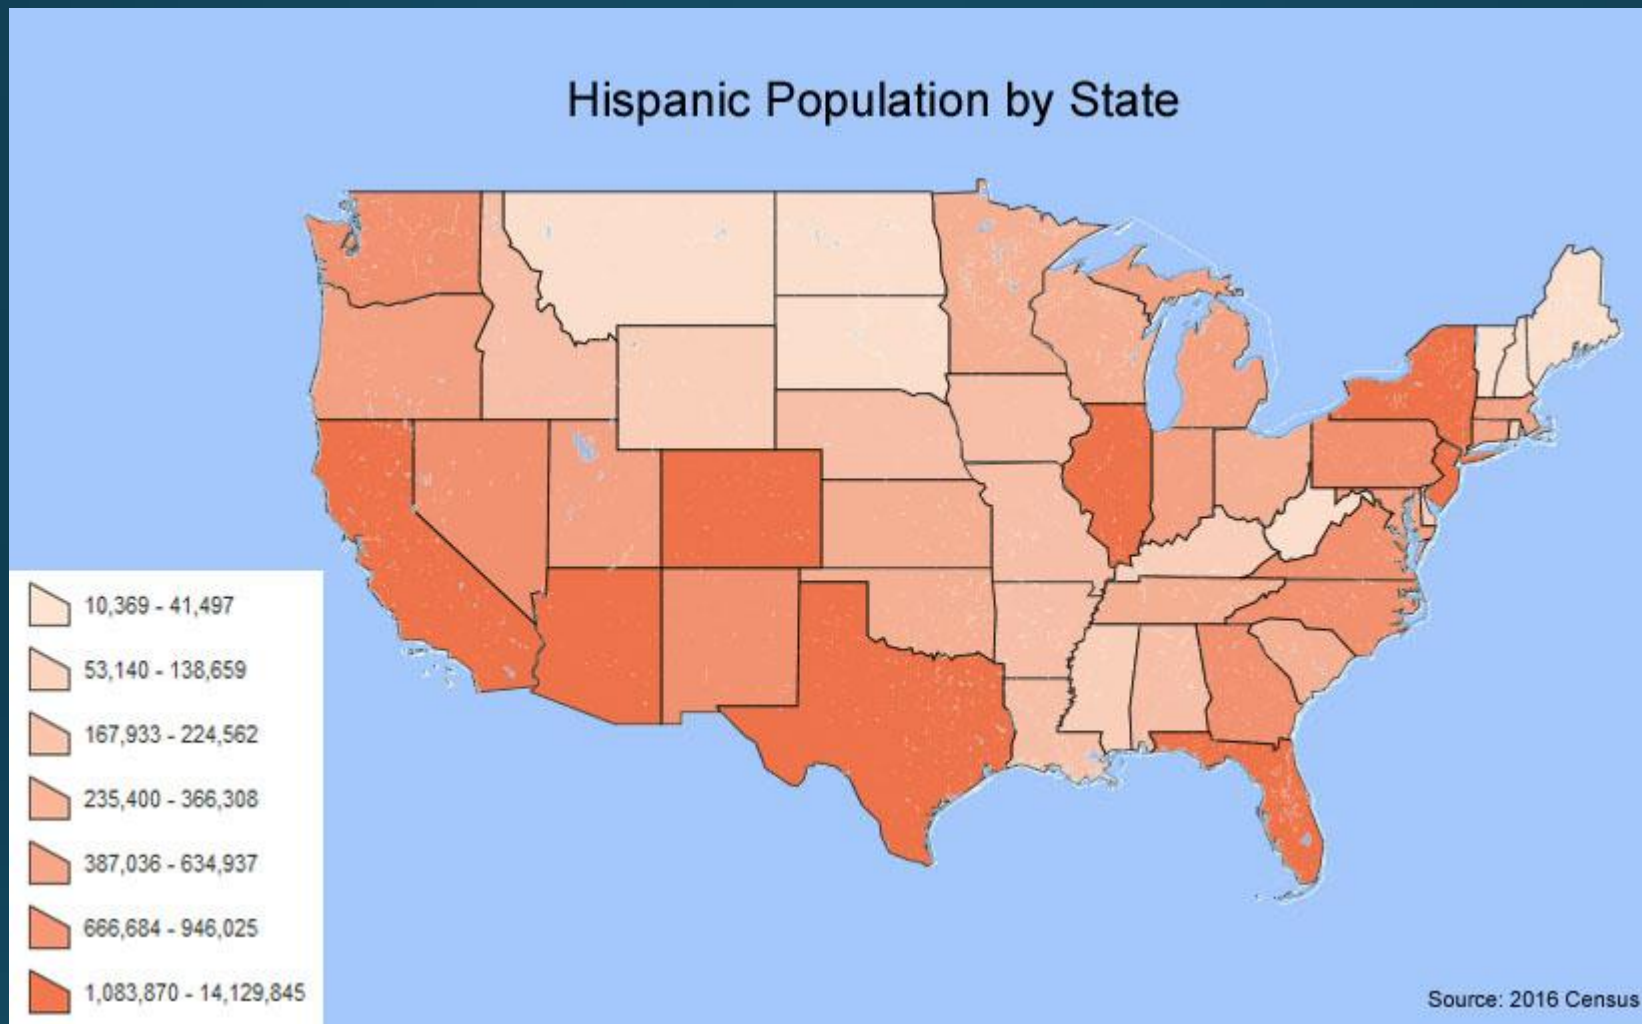 Hispanic Population by State
10,369 - 41,497
53,140 - 138,659
167,933 - 224,562
235,400 - 366,308
387,036 - 634,937
666,684 - 946,025
1,083,870 - 14,129,845
Source: 2016 Census